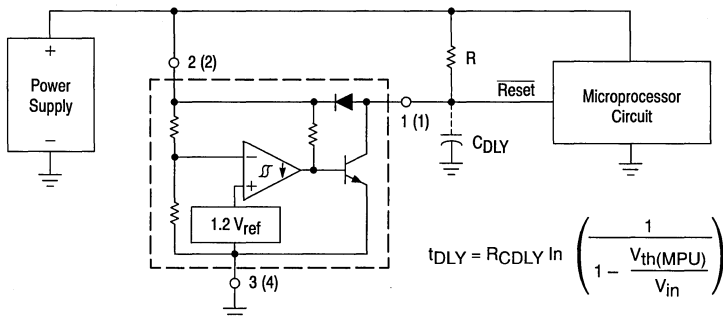 +
Power
Supply
−
2 (2)
−
+
1.2 Vref
3 (4)
1 (1)
R
Reset
CDLY
Microprocessor
Circuit
tDLY = RCDLY In ( 1 / ( 1 − Vth(MPU) / Vin ) )